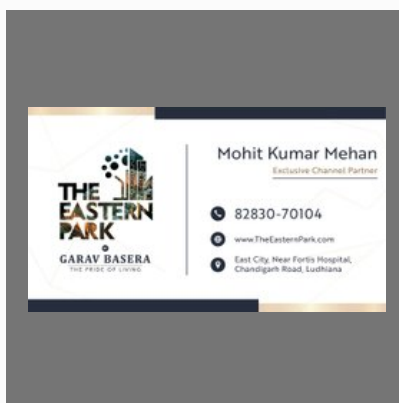 THE
EASTERN
PARK
BY
GARAV BASERA
THE PRIDE OF LIVING
Mohit Kumar Mehan
Exclusive Channel Partner
82830-70104
www.TheEasternPark.com
East City, Near Fortis Hospital,
Chandigarh Road, Ludhiana